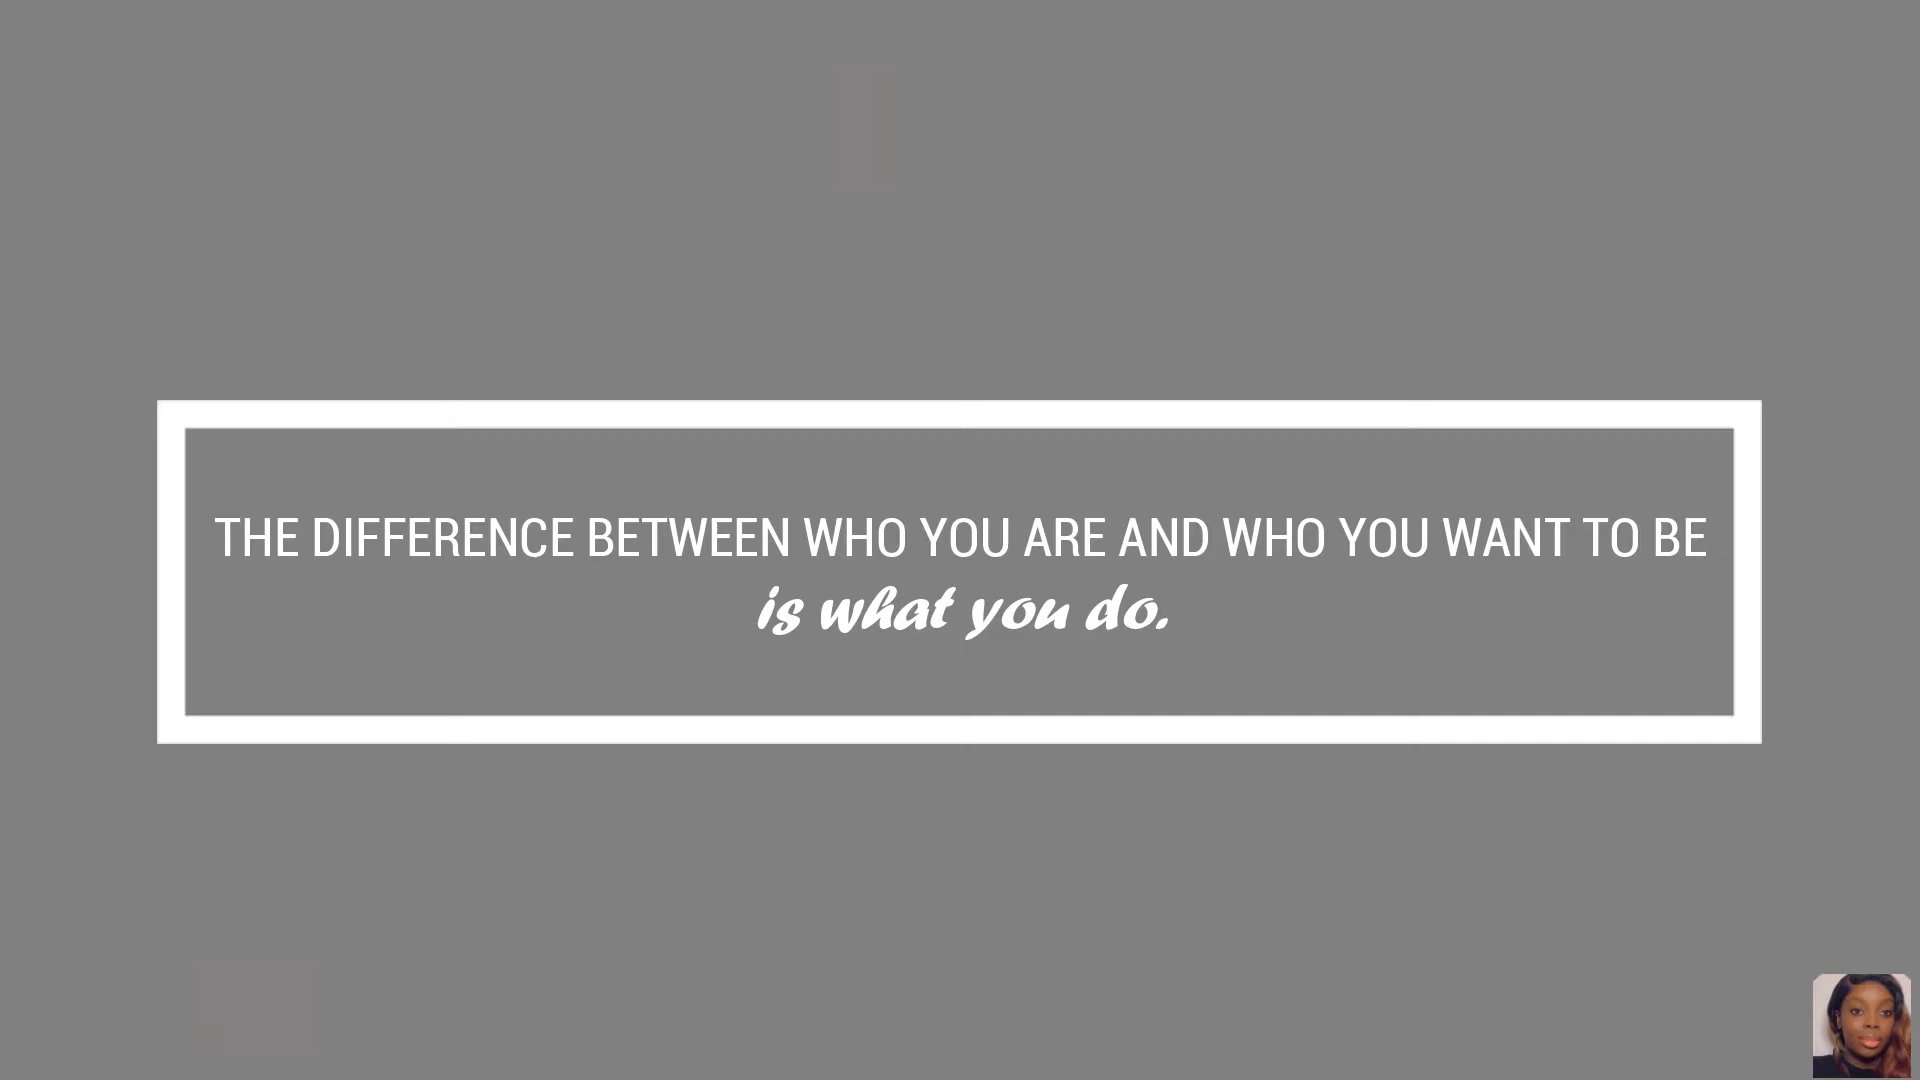 THE DIFFERENCE BETWEEN WHO YOU ARE AND WHO YOU WANT TO BE
is what you do.